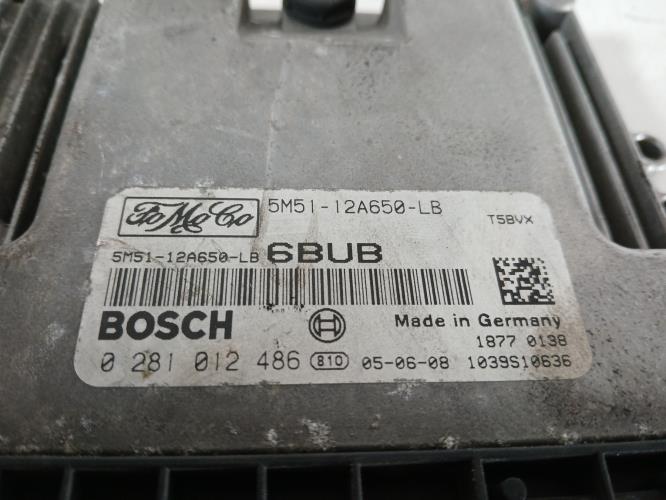 FoMoCo 5M51-12A650-LB T5BVX
5M51-12A650-LB 6BUB
BOSCH Made in Germany
1877 0138
0 281 012 486 810 05-06-08 1039S10636